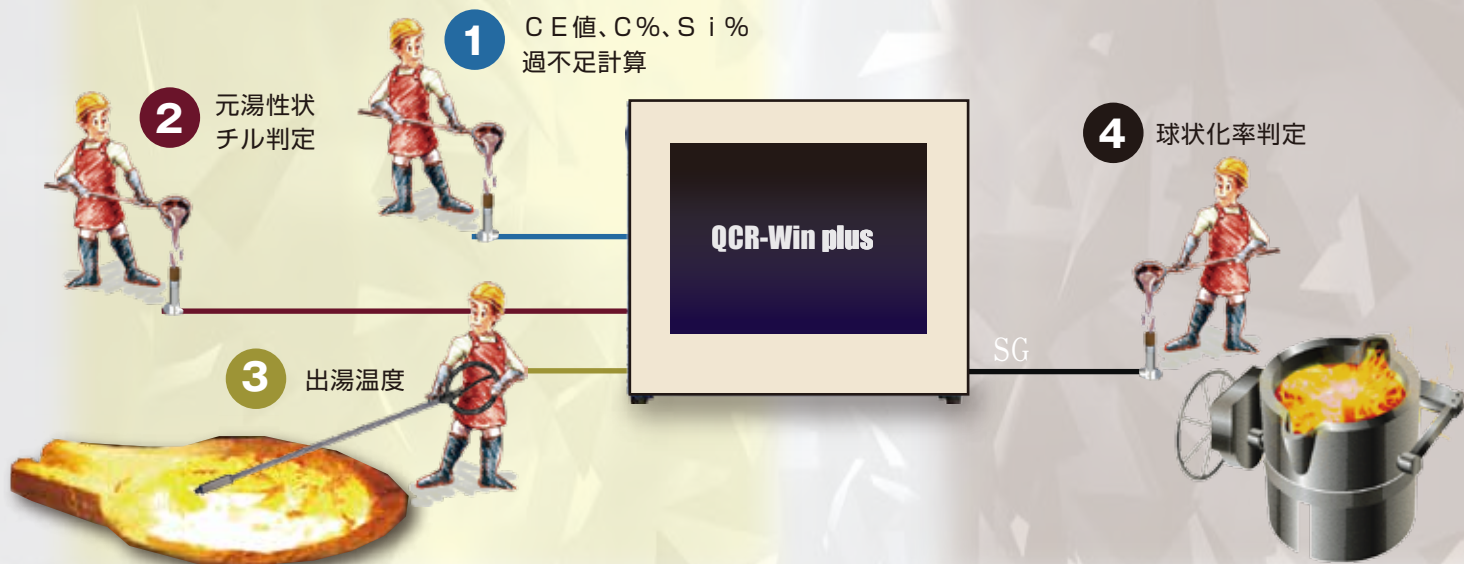 1
ＣＥ値、Ｃ％、Ｓｉ％
過不足計算
2
元湯性状
チル判定
3
出湯温度
QCR-Win plus
SG
4
球状化率判定